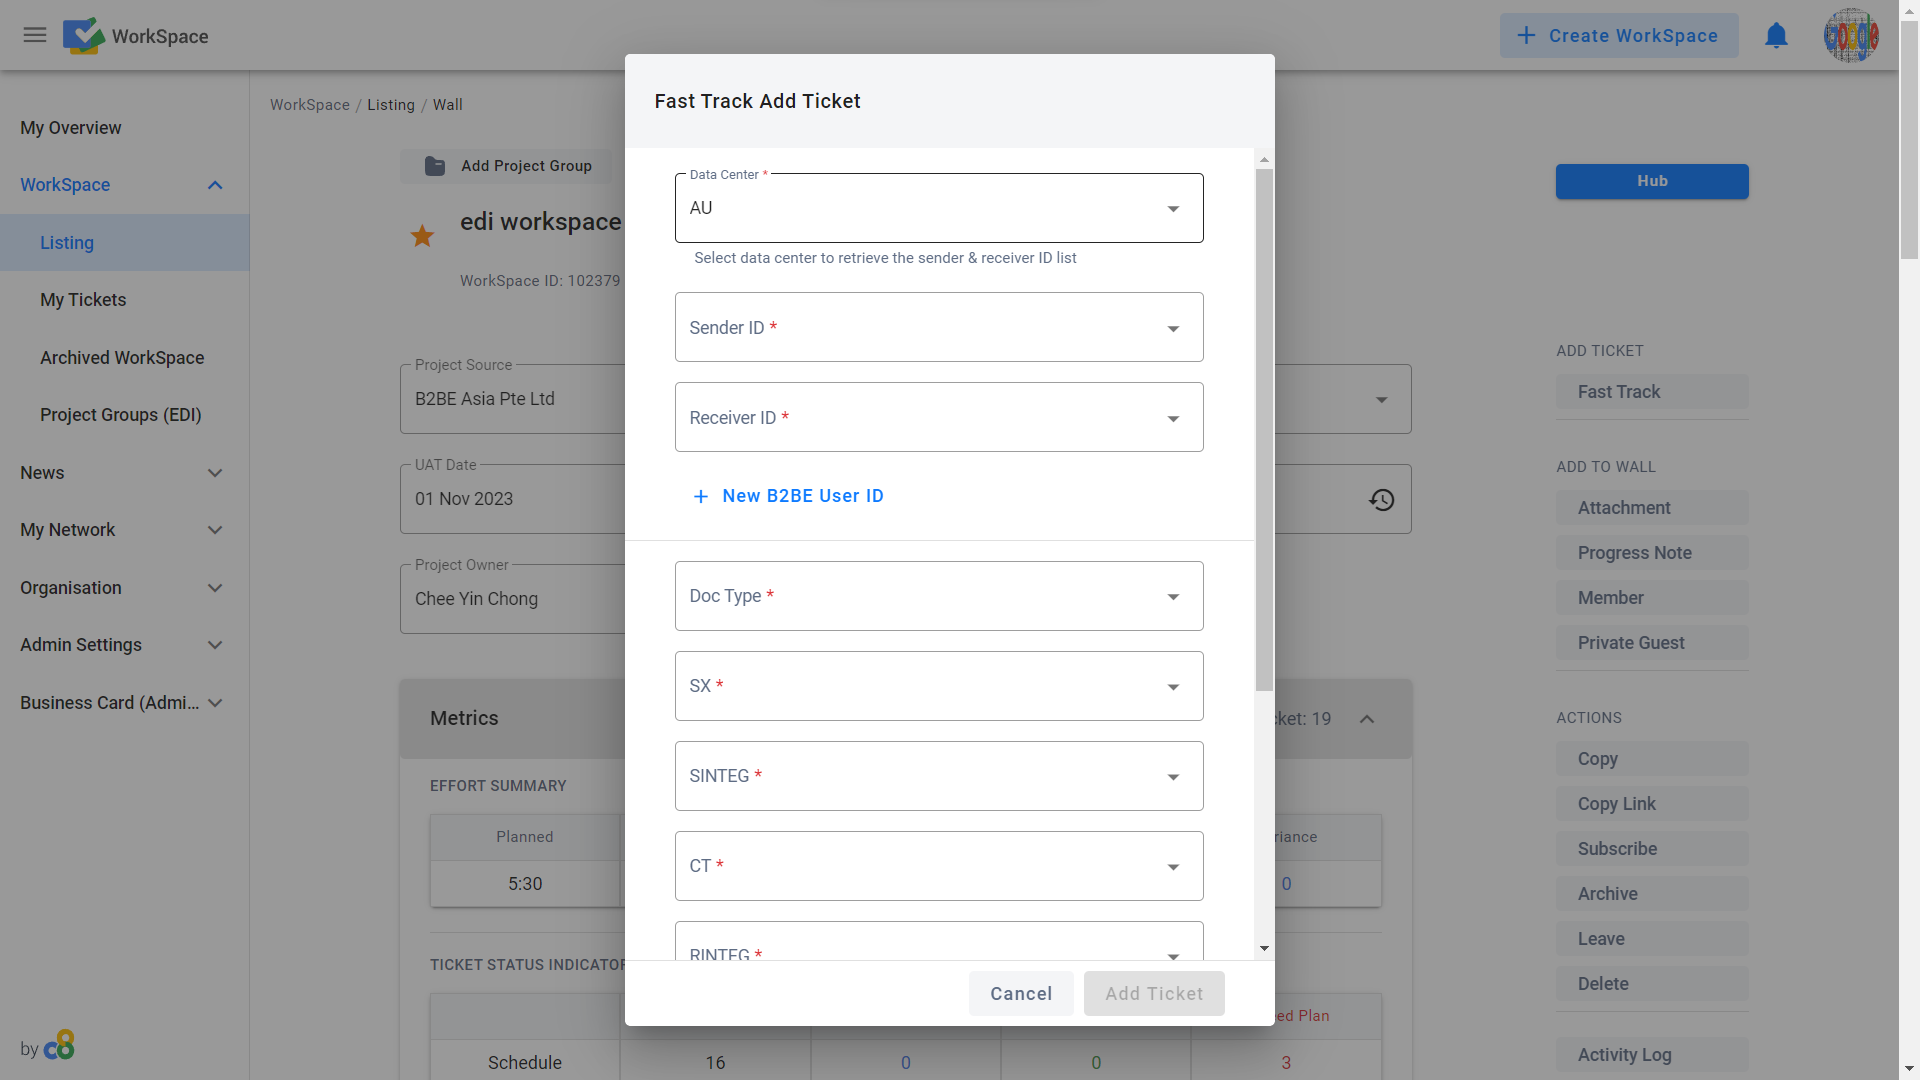 WorkSpace
Create WorkSpace
My Overview
WorkSpace
Listing
My Tickets
Archived WorkSpace
Project Groups (EDI)
News
My Network
Organisation
Admin Settings
Business Card (Admi...
by
WorkSpace / Listing / Wall
Add Project Group
edi workspace
WorkSpace ID: 102379
Project Source
B2BE Asia Pte Ltd
UAT Date
01 Nov 2023
Project Owner
Chee Yin Chong
Metrics
cket: 19
EFFORT SUMMARY
Planned
riance
5:30
0
TICKET STATUS INDICATOR
ed Plan
Schedule
16
0
0
3
Fast Track Add Ticket
Data Center *
AU
Select data center to retrieve the sender & receiver ID list
Sender ID *
Receiver ID *
New B2BE User ID
Doc Type *
SX *
SINTEG *
CT *
RINTEG *
Cancel
Add Ticket
Hub
ADD TICKET
Fast Track
ADD TO WALL
Attachment
Progress Note
Member
Private Guest
ACTIONS
Copy
Copy Link
Subscribe
Archive
Leave
Delete
Activity Log